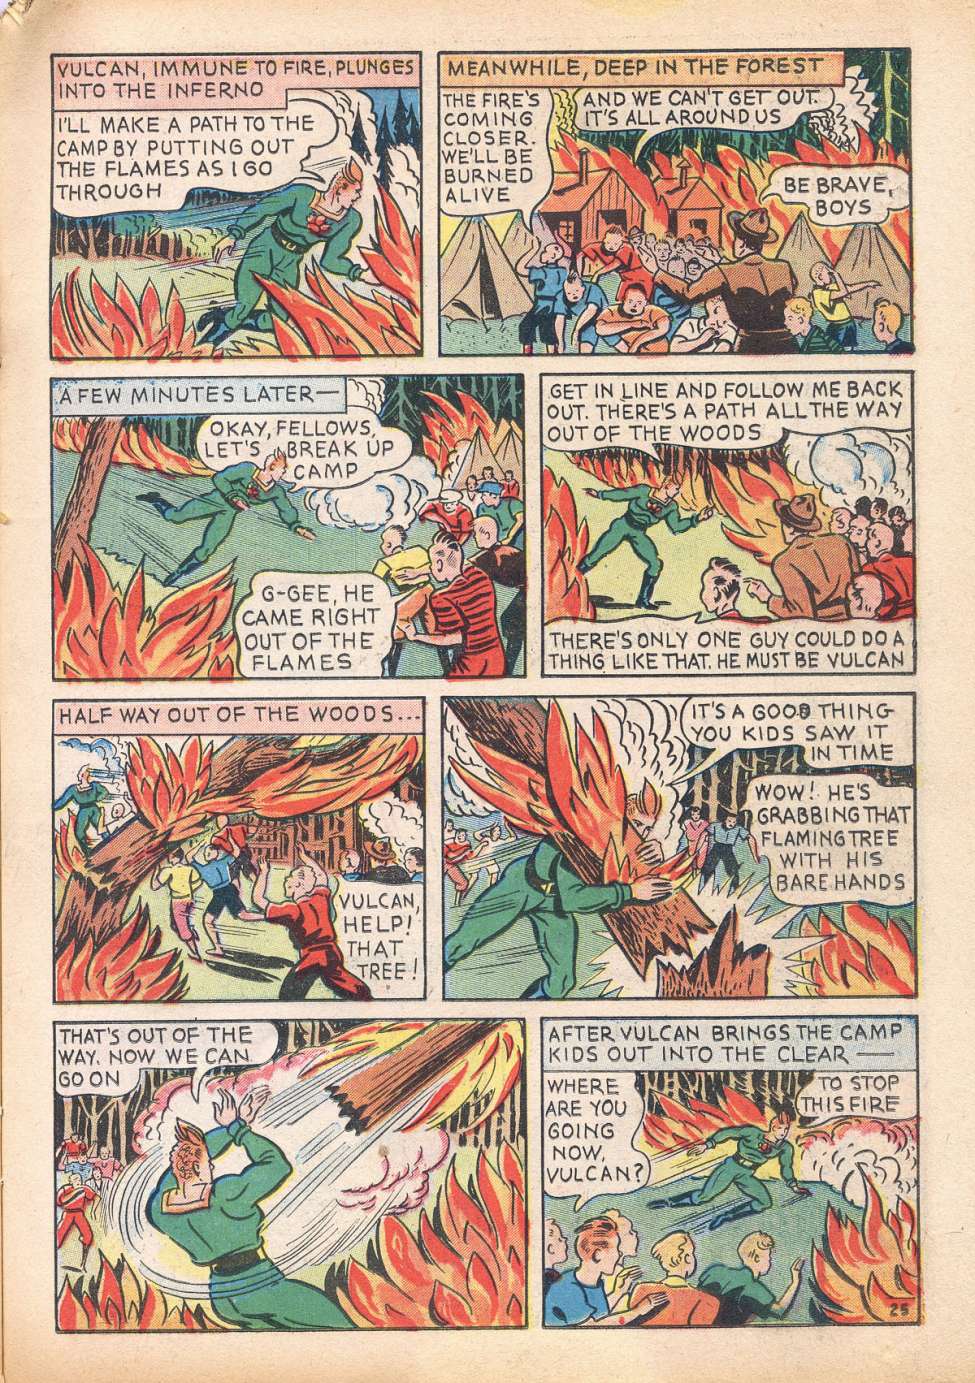 VULCAN, IMMUNE TO FIRE, PLUNGES
INTO THE INFERNO
I'LL MAKE A PATH TO THE
CAMP BY PUTTING OUT
THE FLAMES AS I GO
THROUGH
MEANWHILE, DEEP IN THE FOREST
THE FIRE'S
COMING
CLOSER.
WE'LL BE
BURNED
ALIVE
AND WE CAN'T GET OUT.
IT'S ALL AROUND US
BE BRAVE,
BOYS
A FEW MINUTES LATER—
OKAY, FELLOWS,
LET'S BREAK UP
CAMP
G-GEE, HE
CAME RIGHT
OUT OF THE
FLAMES
GET IN LINE AND FOLLOW ME BACK
OUT. THERE'S A PATH ALL THE WAY
OUT OF THE WOODS
THERE'S ONLY ONE GUY COULD DO A
THING LIKE THAT. HE MUST BE VULCAN
HALF WAY OUT OF THE WOODS...
VULCAN,
HELP!
THAT
TREE!
IT'S A GOOD THING
YOU KIDS SAW IT
IN TIME
WOW! HE'S
GRABBING THAT
FLAMING TREE
WITH HIS
BARE HANDS
THAT'S OUT OF THE
WAY. NOW WE CAN
GO ON
AFTER VULCAN BRINGS THE CAMP
KIDS OUT INTO THE CLEAR —
WHERE
ARE YOU
GOING
NOW,
VULCAN?
TO STOP
THIS FIRE
25